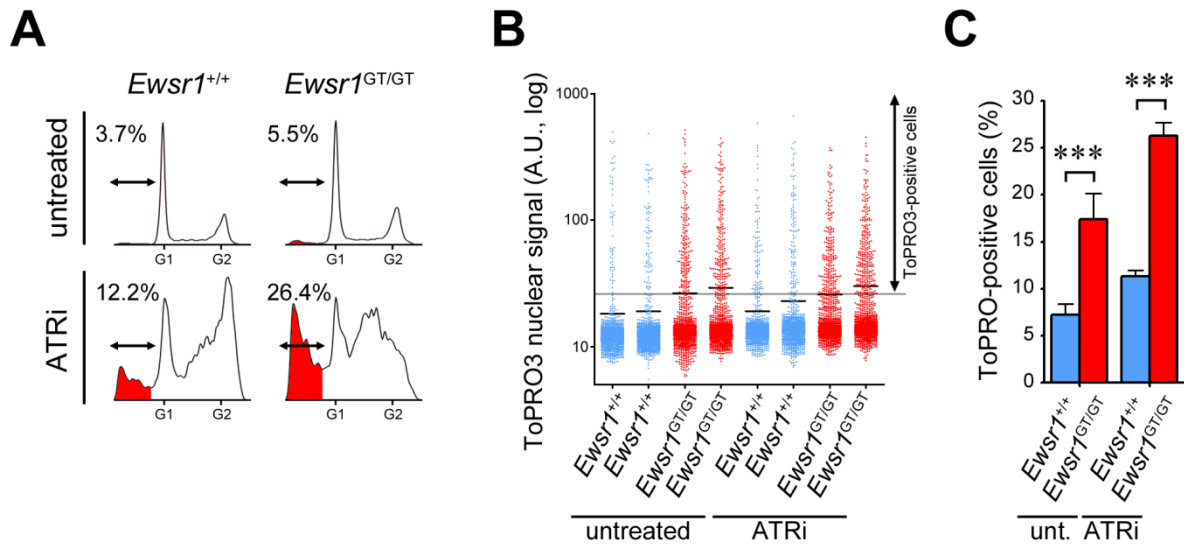 A
Ewsr1+/+
Ewsr1GT/GT
untreated
3.7%
5.5%
G1
G2
G1
G2
ATRi
12.2%
26.4%
G1
G2
G1
G2
B
ToPRO3 nuclear signal (A.U., log)
1000
100
10
ToPRO3-positive cells
Ewsr1+/+
Ewsr1+/+
Ewsr1GT/GT
Ewsr1GT/GT
Ewsr1+/+
Ewsr1+/+
Ewsr1GT/GT
Ewsr1GT/GT
untreated
ATRi
C
ToPRO-positive cells (%)
30
25
20
15
10
5
0
***
***
Ewsr1+/+
Ewsr1GT/GT
Ewsr1+/+
Ewsr1GT/GT
unt.
ATRi